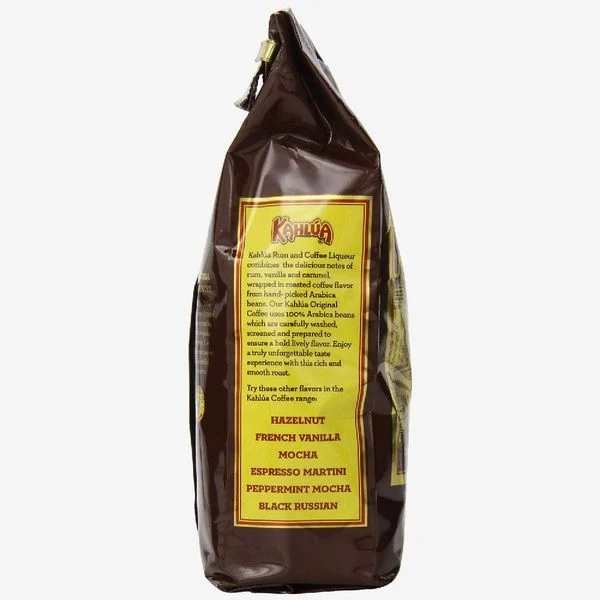 KAHLÚA
Kahlúa Rum and Coffee Liqueur
combines the delicious notes of
rum, vanilla and caramel,
wrapped in roasted coffee flavor
from hand-picked Arabica
beans. Our Kahlúa Original
Coffee uses 100% Arabica beans
which are carefully washed,
screened and prepared to
ensure a bold lively flavor. Enjoy
a truly unforgettable taste
experience with this rich and
smooth roast.
Try these other flavors in the
Kahlúa Coffee range:
HAZELNUT
FRENCH VANILLA
MOCHA
ESPRESSO MARTINI
PEPPERMINT MOCHA
BLACK RUSSIAN